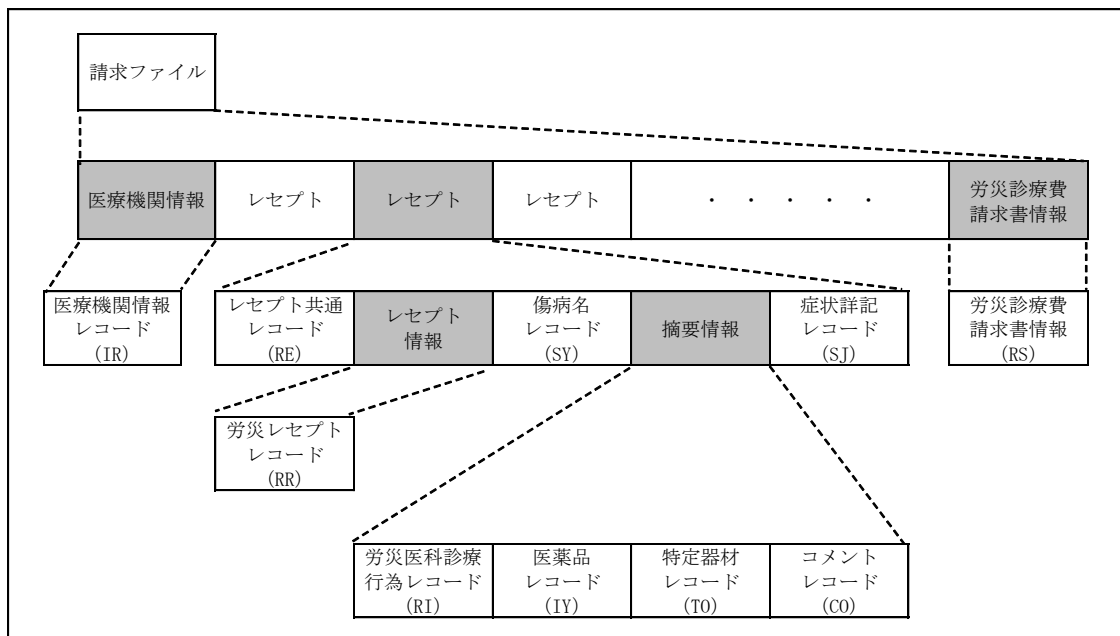 請求ファイル
医療機関情報
レセプト
レセプト
レセプト
・ ・ ・ ・ ・
労災診療費
請求書情報
医療機関情報
レコード
(IR)
レセプト共通
レコード
(RE)
レセプト
情報
傷病名
レコード
(SY)
摘要情報
症状詳記
レコード
(SJ)
労災診療費
請求書情報
(RS)
労災レセプト
レコード
(RR)
労災医科診療
行為レコード
(RI)
医薬品
レコード
(IY)
特定器材
レコード
(TO)
コメント
レコード
(CO)